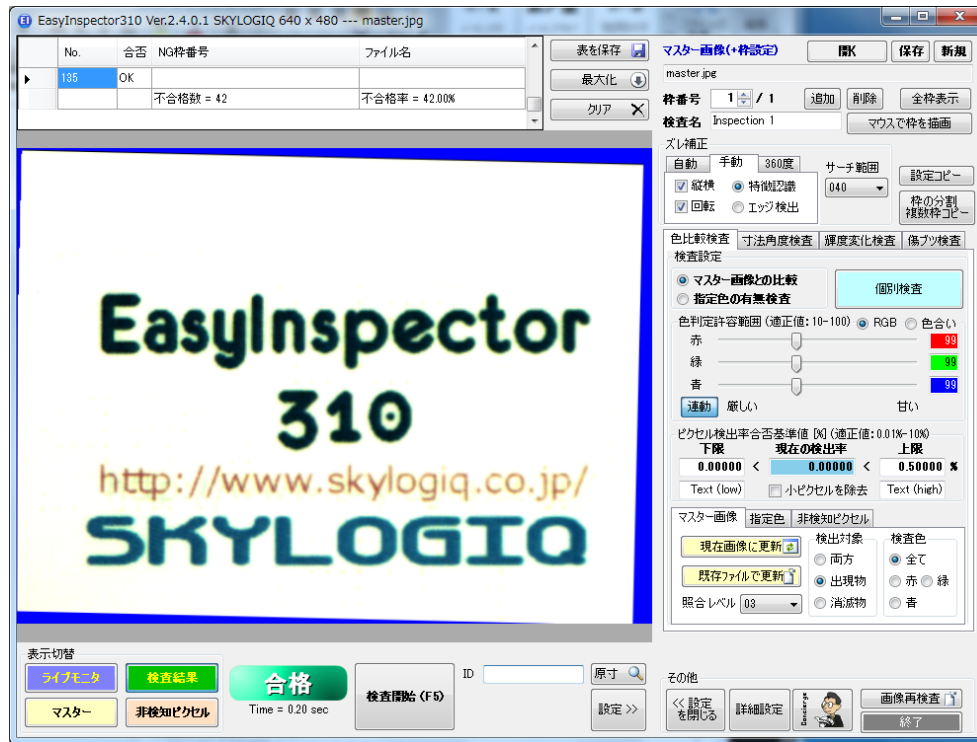 EasyInspector310 Ver.2.4.0.1 SKYLOGIQ 640 x 480 --- master.jpg
No. 合否 NG枠番号 ファイル名
135 OK
不合格数 = 42 不合格率 = 42.00%
表を保存
最大化
クリア
EasyInspector
310
http://www.skylogiq.co.jp/
SKYLOGIQ
表示切替
ライブモニタ 検査結果
マスター 非検知ピクセル
合格
Time = 0.20 sec
検査開始 (F5)
ID
原寸
設定 >>
マスター画像(+枠設定) 開K 保存 新規
master.jpg
枠番号 1 / 1 追加 削除 全枠表示
検査名 Inspection 1 マウスで枠を描画
ズレ補正
自動 手動 360度 サーチ範囲
縦横 特徴認識 040
回転 エッジ検出
設定コピー
枠の分割
複数枠コピー
色比較検査 寸法角度検査 輝度変化検査 傷ブツ検査
検査設定
マスター画像との比較
指定色の有無検査
個別検査
色判定許容範囲 (適正値:10-100) RGB 色合い
赤 99
緑 99
青 99
連動 厳しい 甘い
ピクセル検出率合否基準値 [%] (適正値:0.01%-10%)
下限 現在の検出率 上限
0.00000 < 0.00000 < 0.50000 %
Text (low) 小ピクセルを除去 Text (high)
マスター画像 指定色 非検知ピクセル
現在画像に更新
既存ファイルで更新
照合レベル 03
検出対象
両方
出現物
消滅物
検査色
全て
赤 緑
青
その他
<< 設定
を閉じる
詳細設定
Concierge
画像再検査
終了